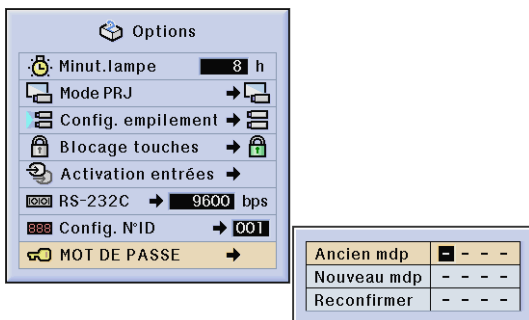 Options
Minut.lampe 8 h
Mode PRJ
Config. empilement
Blocage touches
Activation entrées
RS-232C 9600 bps
888 Config. N°ID 001
MOT DE PASSE
Ancien mdp - - - -
Nouveau mdp - - - -
Reconfirmer - - - -